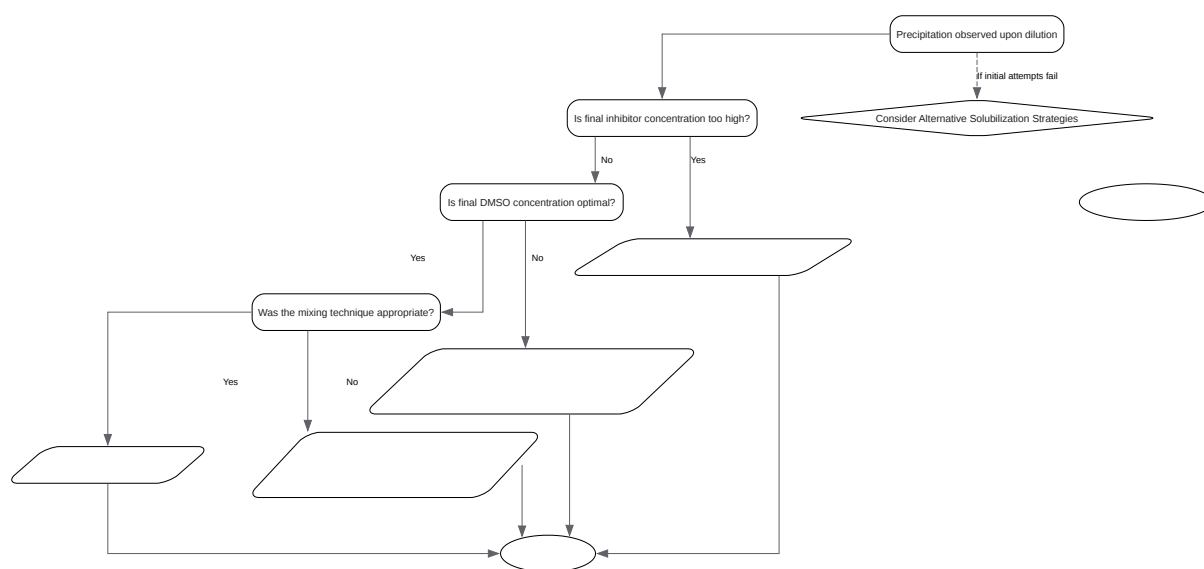 Precipitation observed upon dilution
If initial attempts fail
Is final inhibitor concentration too high?
Consider Alternative Solubilization Strategies
No
Yes
Is final DMSO concentration optimal?
Yes
No
Was the mixing technique appropriate?
Yes
No